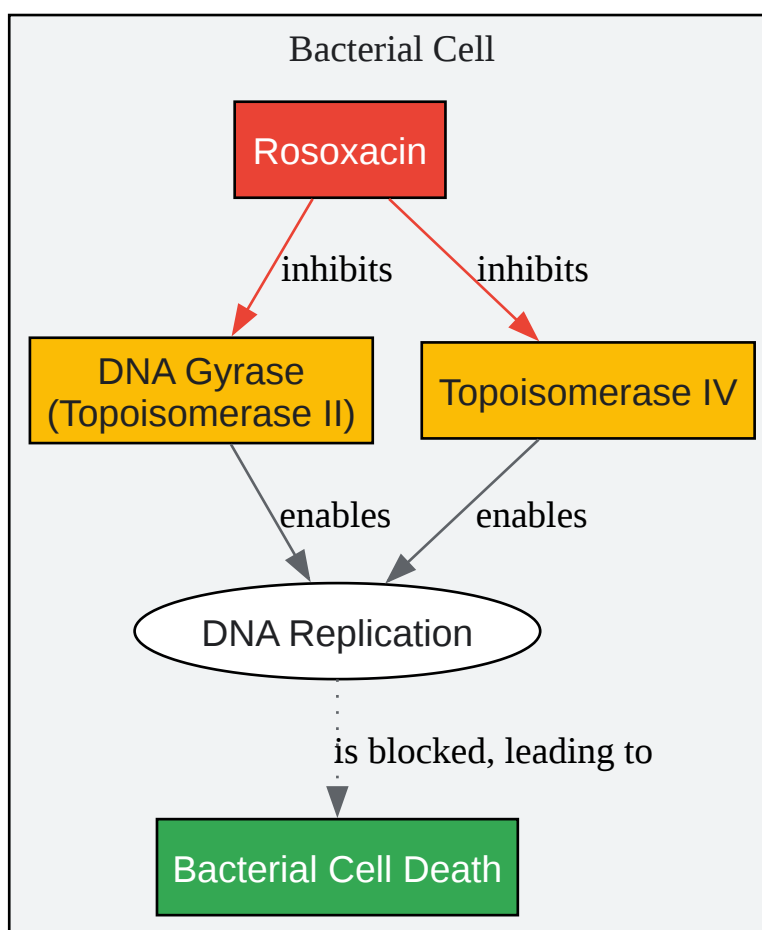 Bacterial Cell
Rosoxacin
inhibits
inhibits
DNA Gyrase
(Topoisomerase II)
Topoisomerase IV
enables
enables
DNA Replication
is blocked, leading to
Bacterial Cell Death